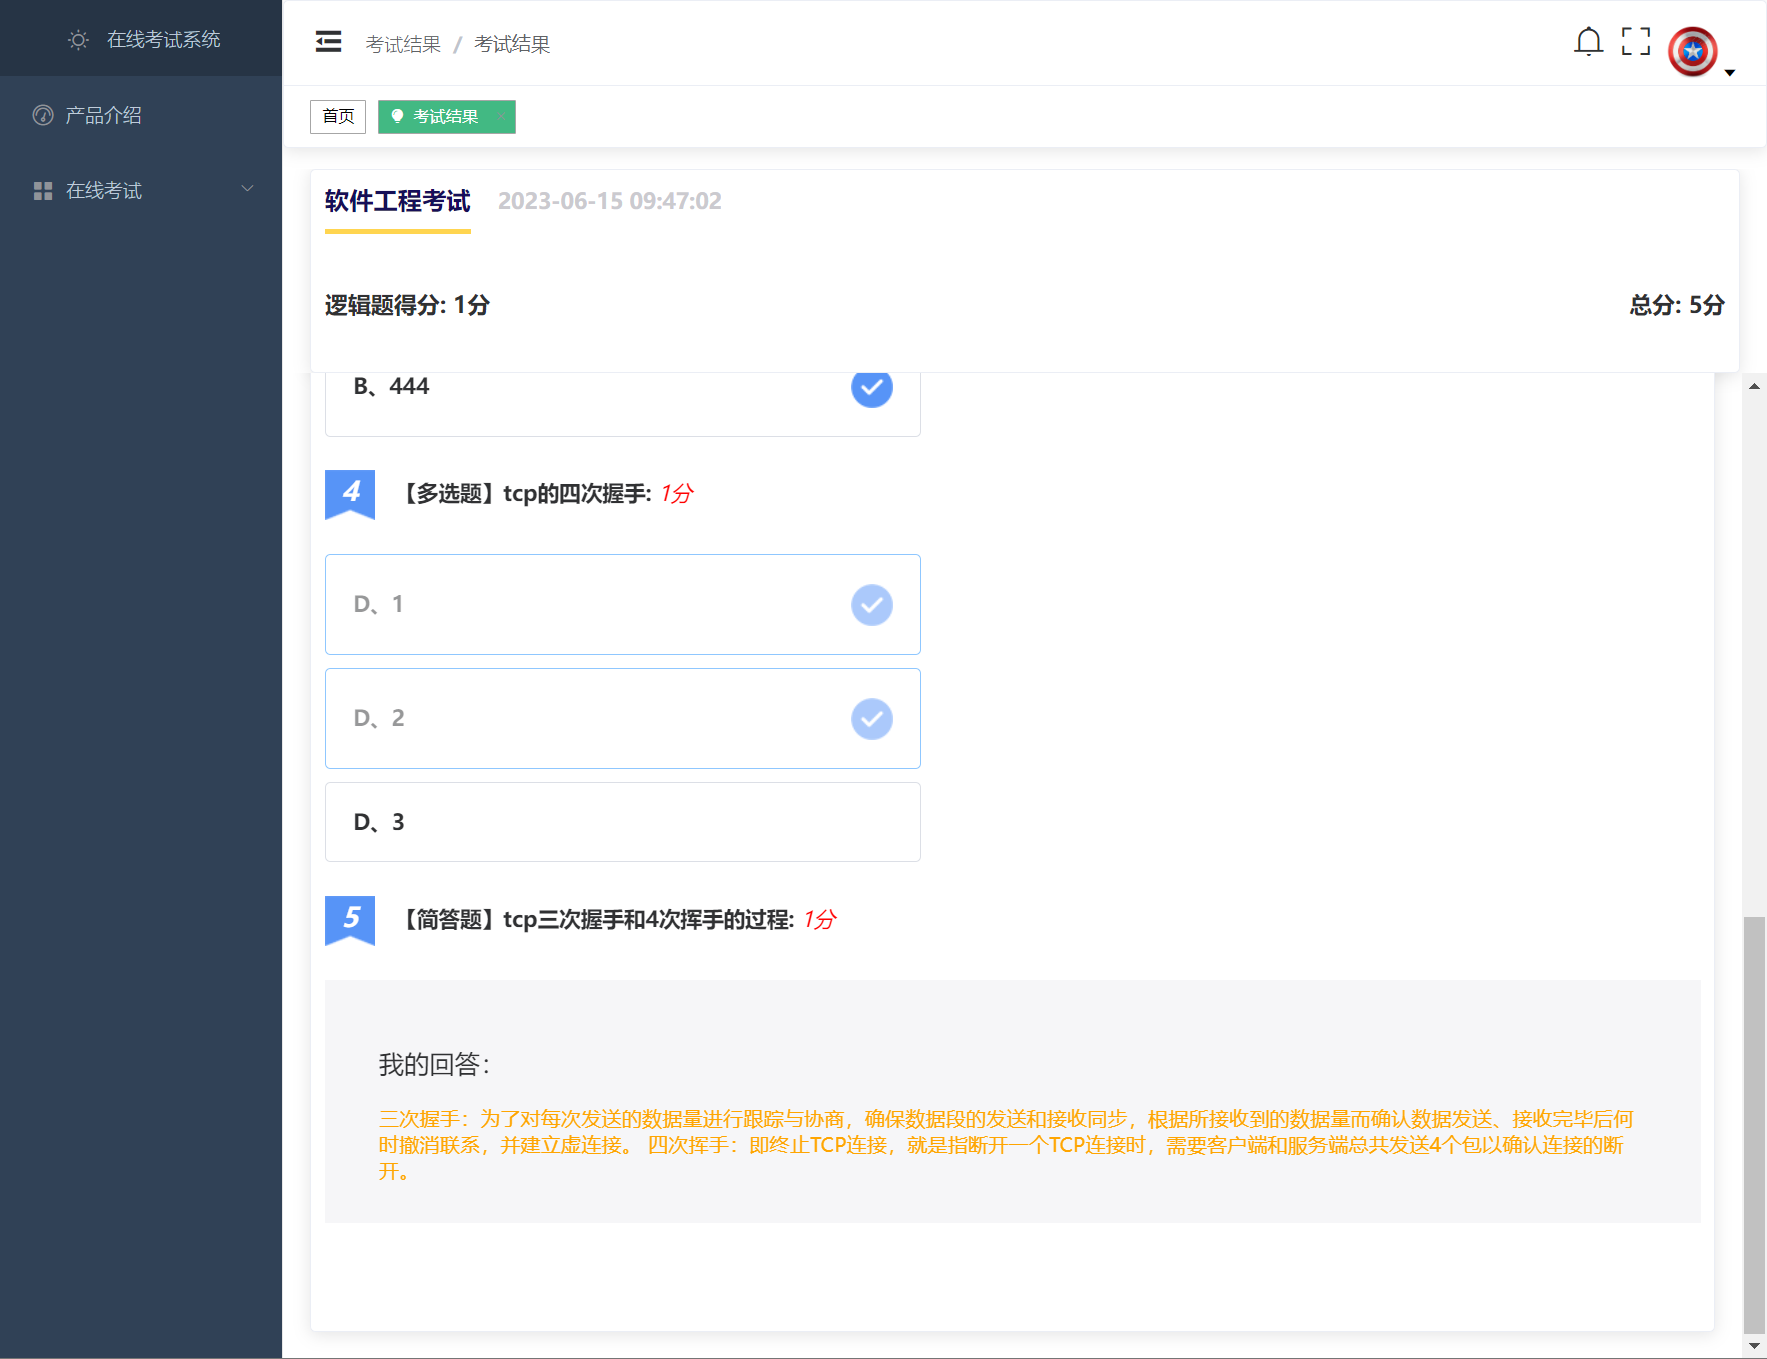 在线考试系统
产品介绍
在线考试
考试结果 / 考试结果
首页
考试结果
软件工程考试 2023-06-15 09:47:02
逻辑题得分: 1分
总分: 5分
B、444
4 【多选题】tcp的四次握手: 1分
D、1
D、2
D、3
5 【简答题】tcp三次握手和4次挥手的过程: 1分
我的回答：
三次握手：为了对每次发送的数据量进行跟踪与协商，确保数据段的发送和接收同步，根据所接收到的数据量而确认数据发送、接收完毕后何
时撤消联系，并建立虚连接。 四次挥手：即终止TCP连接，就是指断开一个TCP连接时，需要客户端和服务端总共发送4个包以确认连接的断
开。